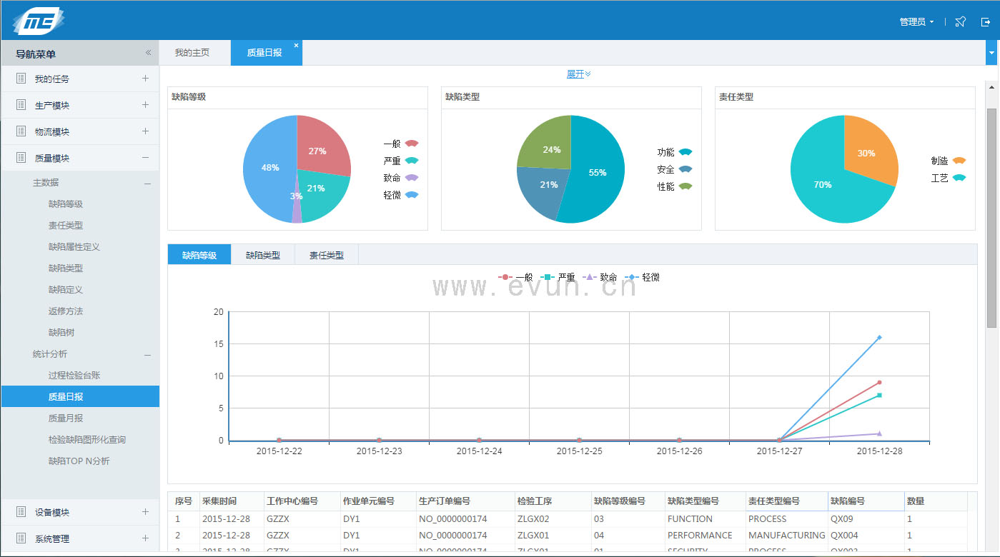 ME
管理员
导航菜单
我的主页
质量日报
展开
我的任务
生产模块
物流模块
质量模块
主数据
缺陷等级
责任类型
缺陷属性定义
缺陷类型
缺陷定义
返修方法
缺陷树
统计分析
过程检验台账
质量日报
质量月报
检验缺陷图形化查询
缺陷TOP N分析
设备模块
系统管理
缺陷等级
27%
48%
21%
3%
一般
严重
致命
轻微
缺陷类型
24%
55%
21%
功能
安全
性能
责任类型
30%
70%
制造
工艺
缺陷等级 缺陷类型 责任类型
一般 严重 致命 轻微
www.evun.cn
20
15
10
5
0
2015-12-22 2015-12-23 2015-12-24 2015-12-25 2015-12-26 2015-12-27 2015-12-28
序号 采集时间 工作中心编号 作业单元编号 生产订单编号 检验工序 缺陷等级编号 缺陷类型编号 责任类型编号 缺陷编号 数量
1 2015-12-28 GZZX DY1 NO_0000000174 ZLGX02 03 FUNCTION PROCESS QX09 1
2 2015-12-28 GZZX DY1 NO_0000000174 ZLGX01 04 PERFORMANCE MANUFACTURING QX004 1